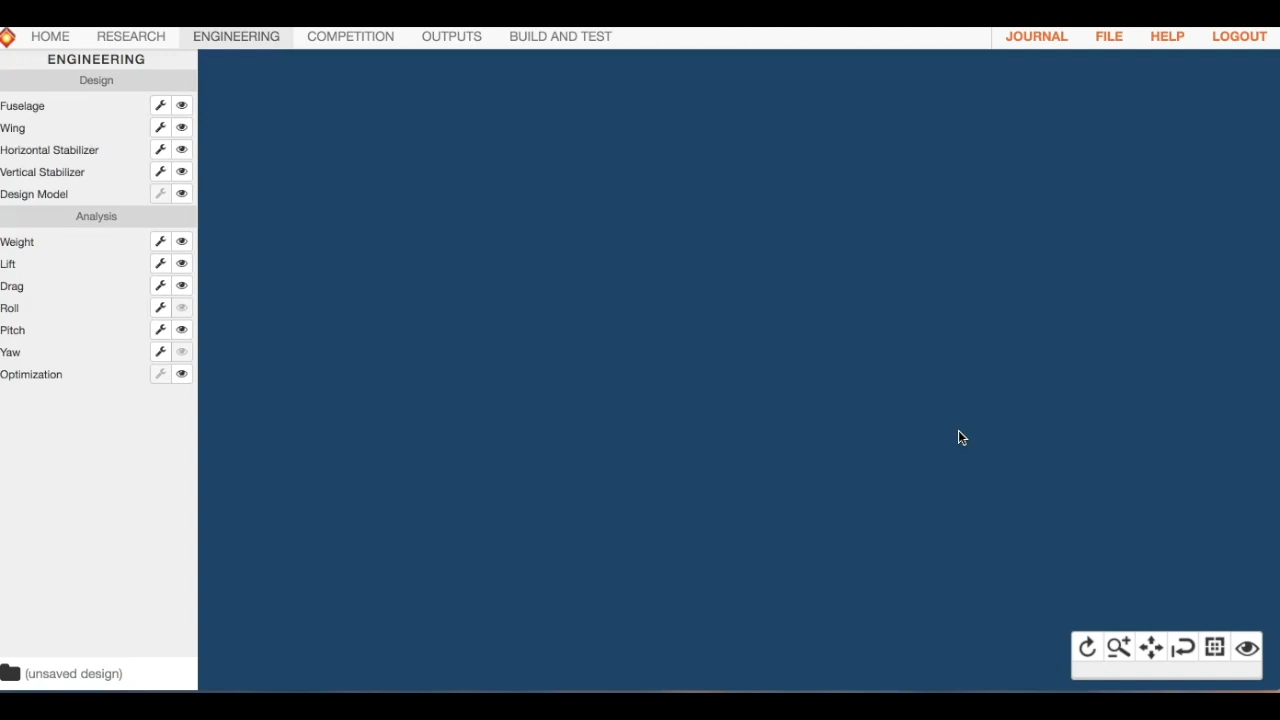 HOME RESEARCH ENGINEERING COMPETITION OUTPUTS BUILD AND TEST JOURNAL FILE HELP LOGOUT
ENGINEERING
Design
Fuselage
Wing
Horizontal Stabilizer
Vertical Stabilizer
Design Model
Analysis
Weight
Lift
Drag
Roll
Pitch
Yaw
Optimization
(unsaved design)